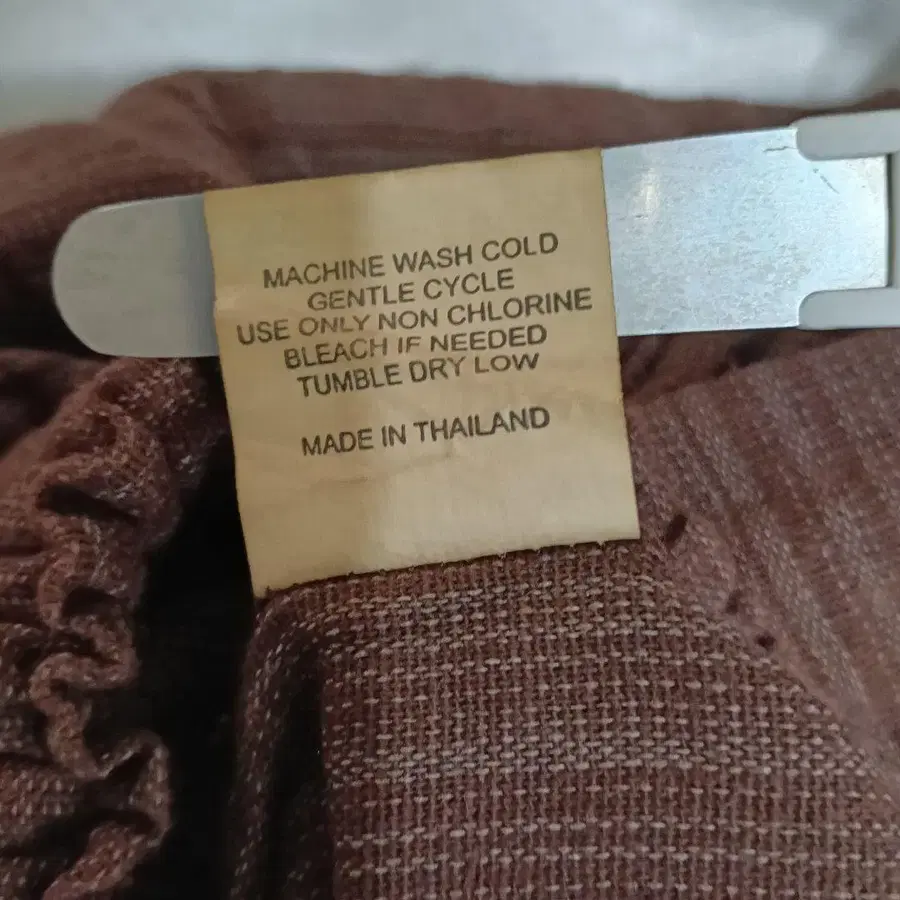 MACHINE WASH COLD
GENTLE CYCLE
USE ONLY NON CHLORINE
BLEACH IF NEEDED
TUMBLE DRY LOW
MADE IN THAILAND